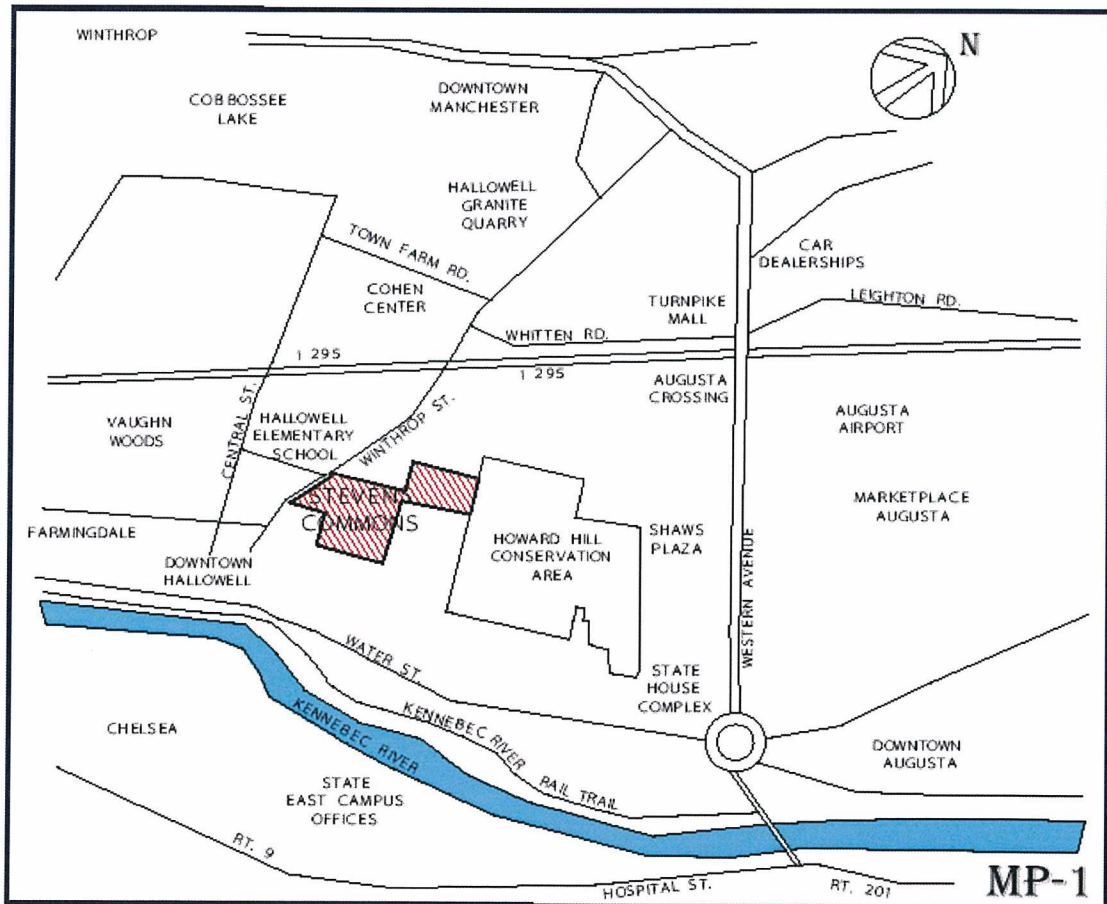 WINTHROP
N
COBBOSSEE
LAKE
DOWNTOWN
MANCHESTER
HALLOWELL
GRANITE
QUARRY
TOWN FARM RD.
COHEN
CENTER
CAR
DEALERSHIPS
TURNPIKE
MALL
LEIGHTON RD.
WHITTEN RD.
I 295
I 295
AUGUSTA
CROSSING
VAUGHN
WOODS
CENTRAL ST.
HALLOWELL
ELEMENTARY
SCHOOL
WINTHROP ST.
AUGUSTA
AIRPORT
MARKETPLACE
AUGUSTA
STEVENS
COMMONS
FARMINGDALE
HOWARD HILL
CONSERVATION
AREA
SHAWS
PLAZA
WESTERN AVENUE
DOWNTOWN
HALLOWELL
WATER ST.
STATE
HOUSE
COMPLEX
KENNEBEC RIVER
RAIL TRAIL
KENNEBEC RIVER
CHELSEA
DOWNTOWN
AUGUSTA
STATE
EAST CAMPUS
OFFICES
RT. 9
HOSPITAL ST.
RT. 201
MP-1